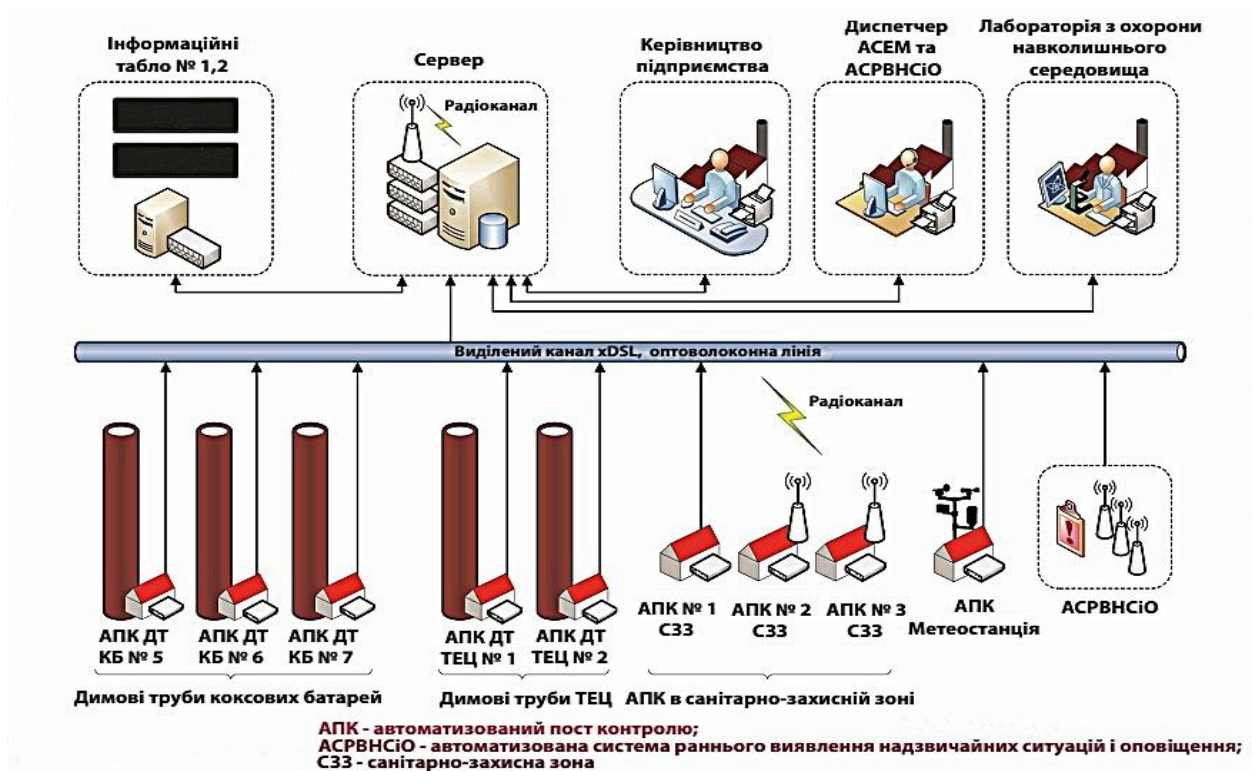 Інформаційні
табло № 1,2
Сервер
Радіоканал
Керівництво
підприємства
Диспетчер
АСЕМ та
АСРВНСіО
Лабораторія з охорони
навколишнього
середовища
Виділений канал xDSL, оптоволоконна лінія
Радіоканал
АПК ДТ
КБ № 5
АПК ДТ
КБ № 6
АПК ДТ
КБ № 7
АПК ДТ
ТЕЦ № 1
АПК ДТ
ТЕЦ № 2
АПК № 1
СЗЗ
АПК № 2
СЗЗ
АПК № 3
СЗЗ
АПК
Метеостанція
АСРВНСіО
Димові труби коксових батарей
Димові труби ТЕЦ
АПК в санітарно-захисній зоні
АПК - автоматизований пост контролю;
АСРВНСіО - автоматизована система раннього виявлення надзвичайних ситуацій і оповіщення;
СЗЗ - санітарно-захисна зона